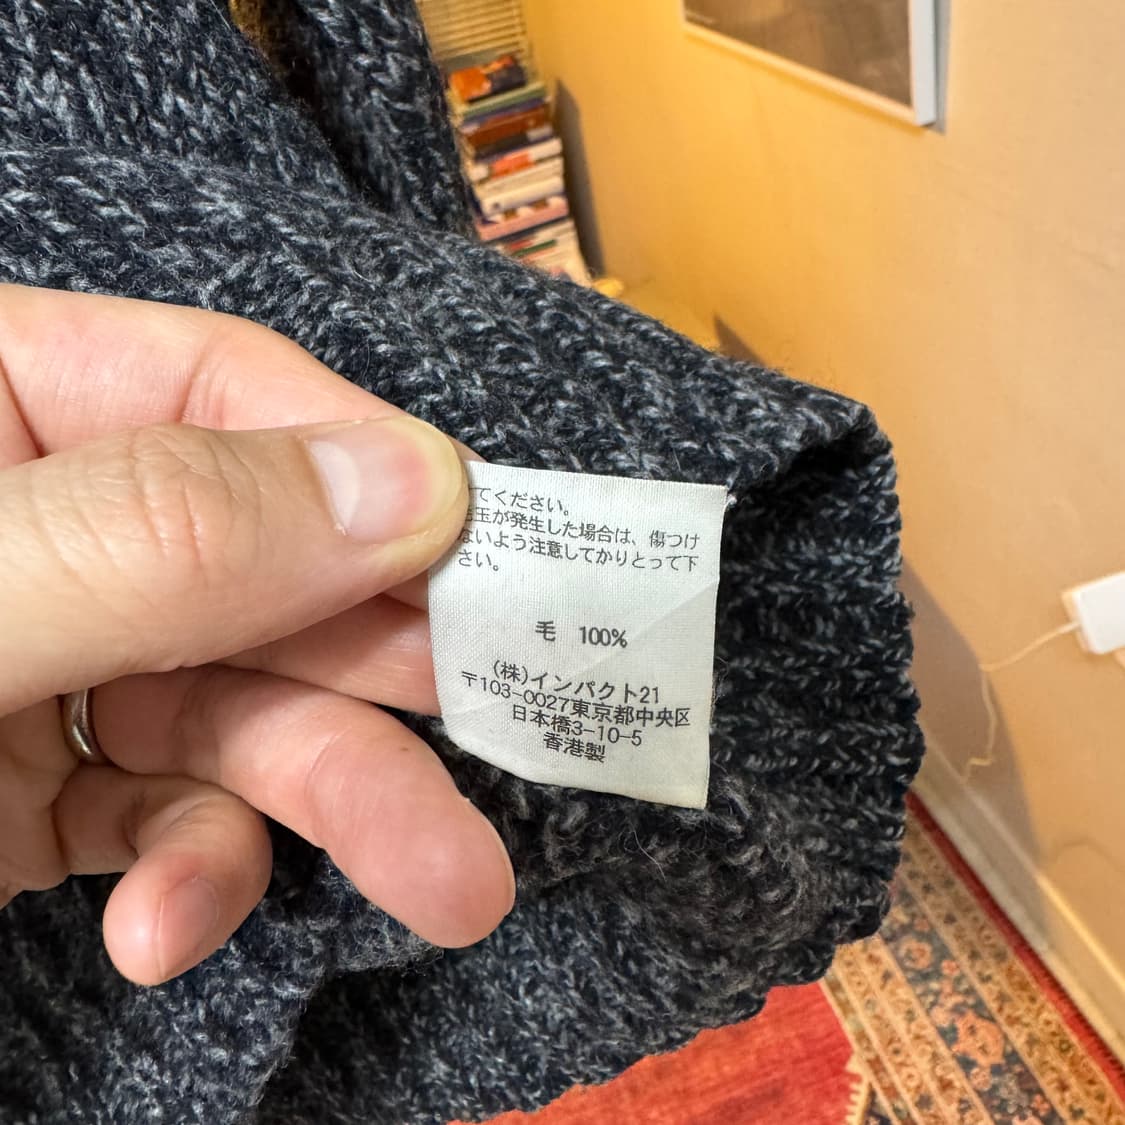 てください。
毛玉が発生した場合は、傷つけ
ないよう注意してかりとって下
さい。
毛 100%
(株)インパクト21
〒103-0027東京都中央区
日本橋3-10-5
香港製